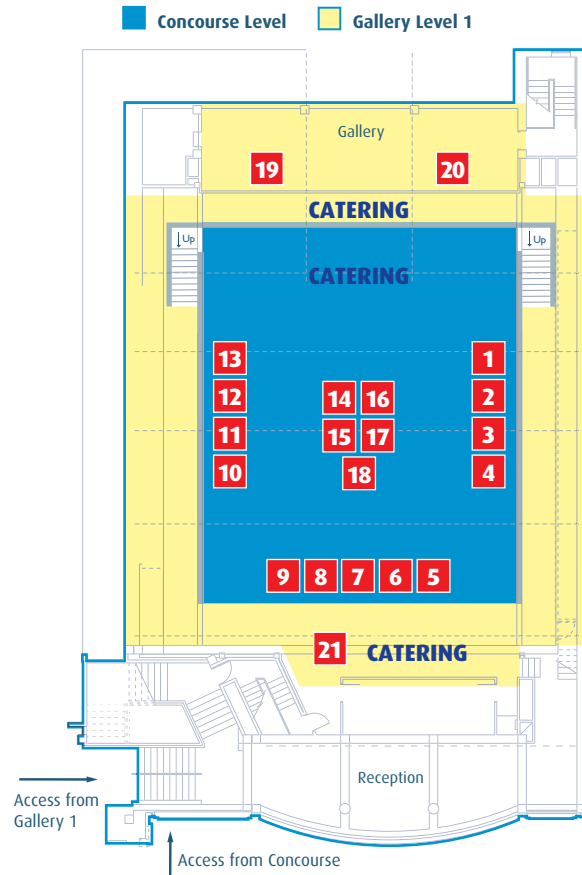 Concourse Level Gallery Level 1
Gallery
19 20
CATERING
Up Up
CATERING
13 1
12 14 16 2
11 15 17 3
10 18 4
9 8 7 6 5
21 CATERING
Reception
Access from
Gallery 1
Access from Concourse